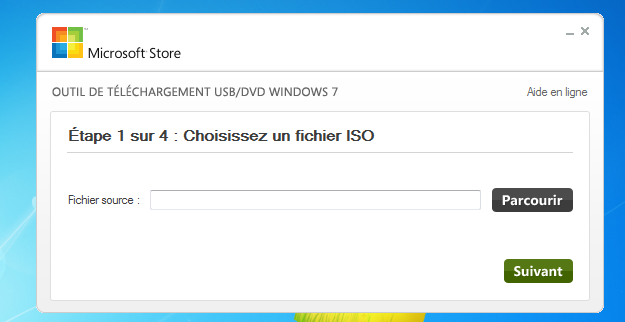 Microsoft Store
OUTIL DE TÉLÉCHARGEMENT USB/DVD WINDOWS 7
Aide en ligne
Étape 1 sur 4 : Choisissez un fichier ISO
Fichier source :
Parcourir
Suivant